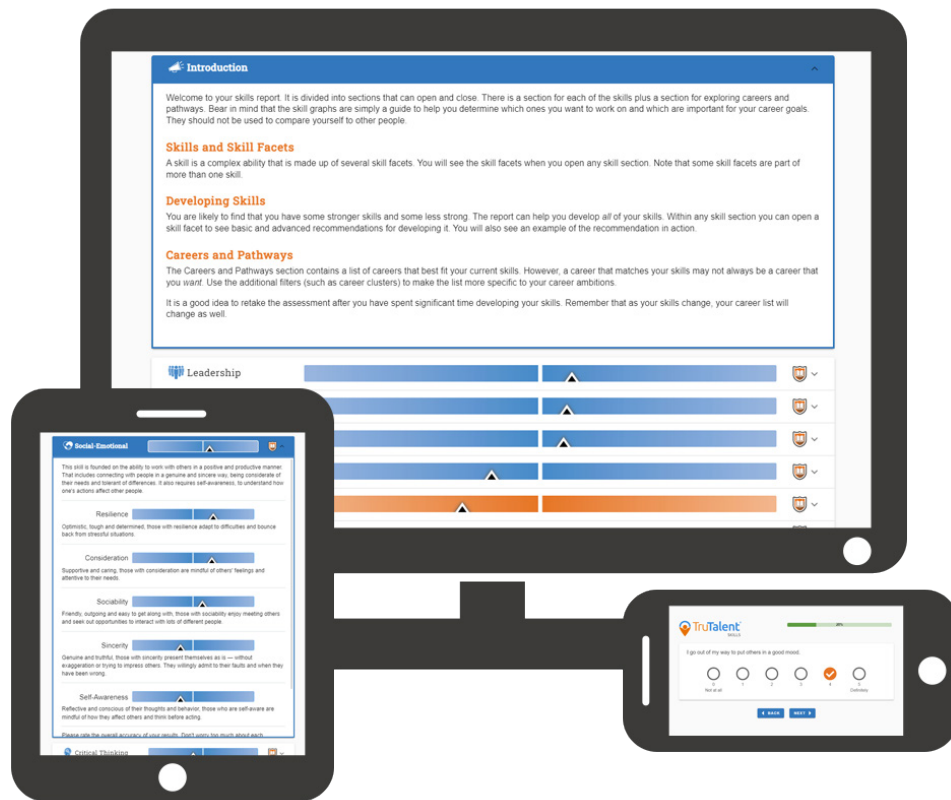 Introduction
Welcome to your skills report. It is divided into sections that can open and close. There is a section for each of the skills plus a section for exploring careers and
pathways. Bear in mind that the skill graphs are simply a guide to help you determine which ones you want to work on and which are important for your career goals.
They should not be used to compare yourself to other people.
Skills and Skill Facets
A skill is a complex ability that is made up of several skill facets. You will see the skill facets when you open any skill section. Note that some skill facets are part of
more than one skill.
Developing Skills
You are likely to find that you have some stronger skills and some less strong. The report can help you develop all of your skills. Within any skill section you can open a
skill facet to see basic and advanced recommendations for developing it. You will also see an example of the recommendation in action.
Careers and Pathways
The Careers and Pathways section contains a list of careers that best fit your current skills. However, a career that matches your skills may not always be a career that
you want. Use the additional filters (such as career clusters) to make the list more specific to your career ambitions.
It is a good idea to retake the assessment after you have spent significant time developing your skills. Remember that as your skills change, your career list will
change as well.
Leadership
Social-Emotional
This skill is founded on the ability to work with others in a positive and productive manner.
That includes connecting with people in a genuine and sincere way, being considerate of
their needs and tolerant of differences. It also requires self-awareness, to understand how
one's actions affect other people.
Resilience
Optimistic, tough and determined, those with resilience adapt to difficulties and bounce
back from stressful situations.
Consideration
Supportive and caring, those with consideration are mindful of others' feelings and
attentive to their needs.
Sociability
Friendly, outgoing and easy to get along with, those with sociability enjoy meeting others
and seek out opportunities to interact with lots of different people.
Sincerity
Genuine and truthful, those with sincerity present themselves as is — without
exaggeration or trying to impress others. They willingly admit to their faults and when they
have been wrong.
Self-Awareness
Reflective and conscious of their thoughts and behavior, those who are self-aware are
mindful of how they affect others and think before acting.
Please rate the overall accuracy of your results. Don't worry too much about each
Critical Thinking
TruTalent
SKILLS
I go out of my way to put others in a good mood.
0 1 2 3 4 5
Not at all Definitely
BACK NEXT